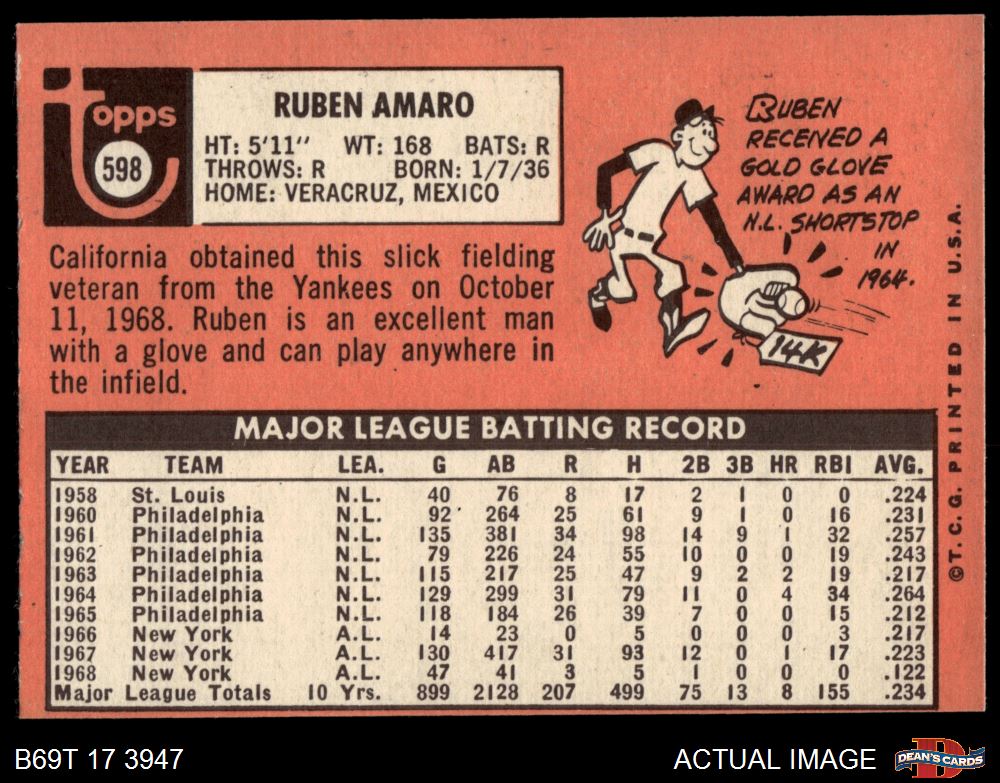 topps
598
RUBEN AMARO
HT: 5'11" WT: 168 BATS: R
THROWS: R BORN: 1/7/36
HOME: VERACRUZ, MEXICO
California obtained this slick fielding
veteran from the Yankees on October
11, 1968. Ruben is an excellent man
with a glove and can play anywhere in
the infield.
RUBEN
RECEIVED A
GOLD GLOVE
AWARD AS AN
N.L. SHORTSTOP
IN
1964.
14K
MAJOR LEAGUE BATTING RECORD
YEAR TEAM LEA. G AB R H 2B 3B HR RBI AVG.
1958 St. Louis N.L. 40 76 8 17 2 1 0 0 .224
1960 Philadelphia N.L. 92 264 25 61 9 1 0 16 .231
1961 Philadelphia N.L. 135 381 34 98 14 9 1 32 .257
1962 Philadelphia N.L. 79 226 24 55 10 0 0 19 .243
1963 Philadelphia N.L. 115 217 25 47 9 2 2 19 .217
1964 Philadelphia N.L. 129 299 31 79 11 0 4 34 .264
1965 Philadelphia N.L. 118 184 26 39 7 0 0 15 .212
1966 New York A.L. 14 23 0 5 0 0 0 3 .217
1967 New York A.L. 130 417 31 93 12 0 1 17 .223
1968 New York A.L. 47 41 3 5 1 0 0 0 .122
Major League Totals 10 Yrs. 899 2128 207 499 75 13 8 155 .234
©T.C.G. PRINTED IN U.S.A.
B69T 17 3947
ACTUAL IMAGE
D
DEAN'S CARDS